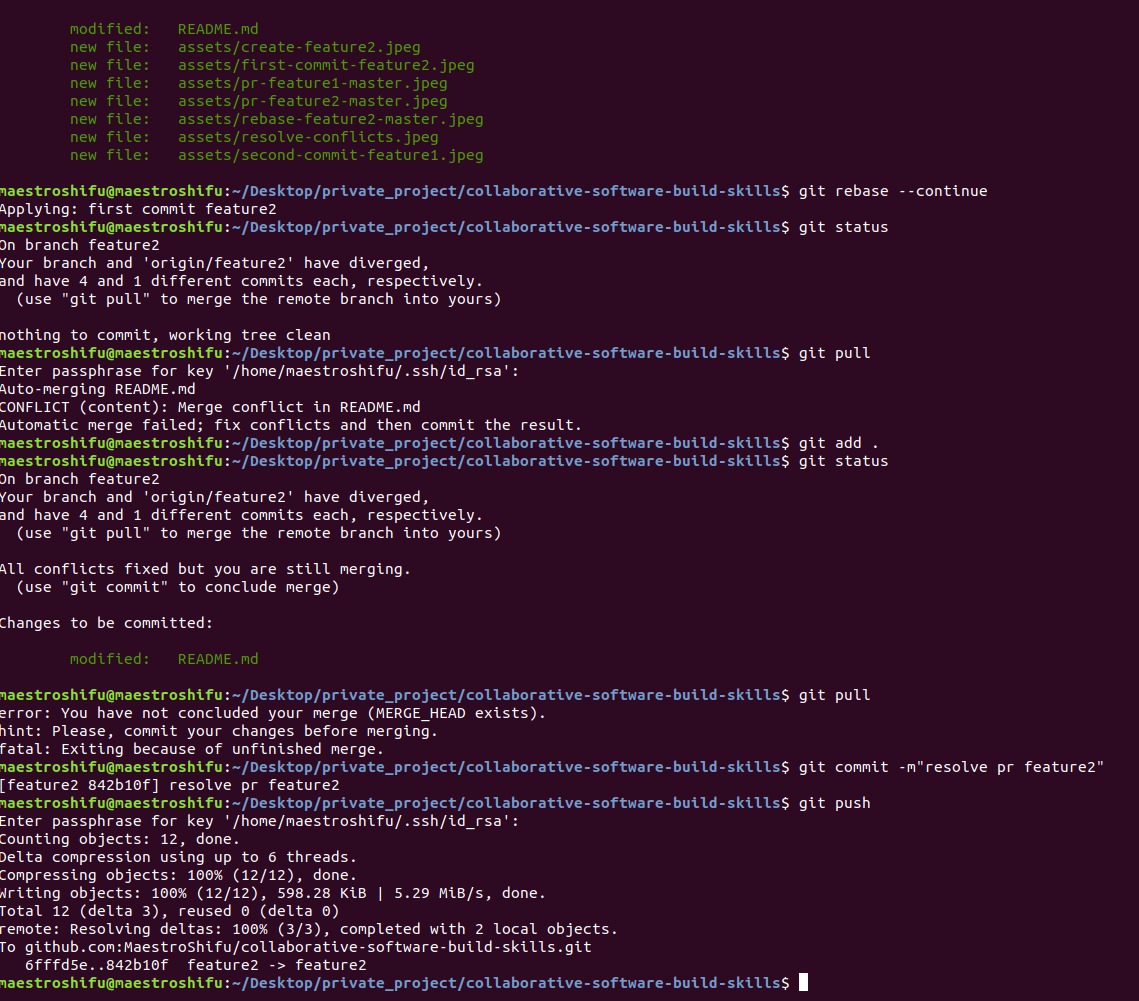 modified:   README.md
        new file:   assets/create-feature2.jpeg
        new file:   assets/first-commit-feature2.jpeg
        new file:   assets/pr-feature1-master.jpeg
        new file:   assets/pr-feature2-master.jpeg
        new file:   assets/rebase-feature2-master.jpeg
        new file:   assets/resolve-conflicts.jpeg
        new file:   assets/second-commit-feature1.jpeg

maestroshifu@maestroshifu:~/Desktop/private_project/collaborative-software-build-skills$ git rebase --continue
Applying: first commit feature2
maestroshifu@maestroshifu:~/Desktop/private_project/collaborative-software-build-skills$ git status
On branch feature2
Your branch and 'origin/feature2' have diverged,
and have 4 and 1 different commits each, respectively.
  (use "git pull" to merge the remote branch into yours)

nothing to commit, working tree clean
maestroshifu@maestroshifu:~/Desktop/private_project/collaborative-software-build-skills$ git pull
Enter passphrase for key '/home/maestroshifu/.ssh/id_rsa':
Auto-merging README.md
CONFLICT (content): Merge conflict in README.md
Automatic merge failed; fix conflicts and then commit the result.
maestroshifu@maestroshifu:~/Desktop/private_project/collaborative-software-build-skills$ git add .
maestroshifu@maestroshifu:~/Desktop/private_project/collaborative-software-build-skills$ git status
On branch feature2
Your branch and 'origin/feature2' have diverged,
and have 4 and 1 different commits each, respectively.
  (use "git pull" to merge the remote branch into yours)

All conflicts fixed but you are still merging.
  (use "git commit" to conclude merge)

Changes to be committed:

        modified:   README.md

maestroshifu@maestroshifu:~/Desktop/private_project/collaborative-software-build-skills$ git pull
error: You have not concluded your merge (MERGE_HEAD exists).
hint: Please, commit your changes before merging.
fatal: Exiting because of unfinished merge.
maestroshifu@maestroshifu:~/Desktop/private_project/collaborative-software-build-skills$ git commit -m"resolve pr feature2"
[feature2 842b10f] resolve pr feature2
maestroshifu@maestroshifu:~/Desktop/private_project/collaborative-software-build-skills$ git push
Enter passphrase for key '/home/maestroshifu/.ssh/id_rsa':
Counting objects: 12, done.
Delta compression using up to 6 threads.
Compressing objects: 100% (12/12), done.
Writing objects: 100% (12/12), 598.28 KiB | 5.29 MiB/s, done.
Total 12 (delta 3), reused 0 (delta 0)
remote: Resolving deltas: 100% (3/3), completed with 2 local objects.
To github.com:MaestroShifu/collaborative-software-build-skills.git
   6fffd5e..842b10f  feature2 -> feature2
maestroshifu@maestroshifu:~/Desktop/private_project/collaborative-software-build-skills$